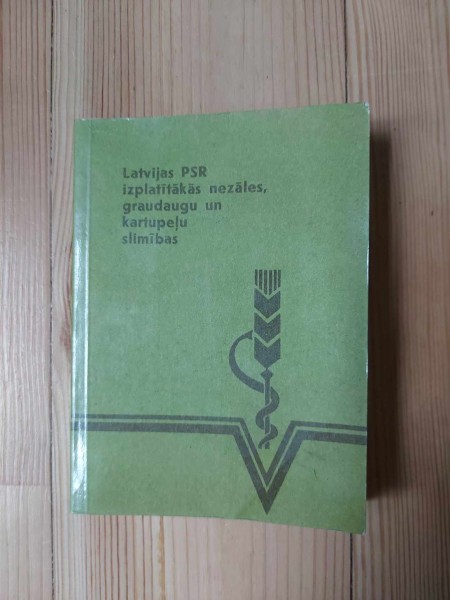 Latvijas PSR
izplatītākās nezāles,
graudaugu un
kartupeļu
slimības